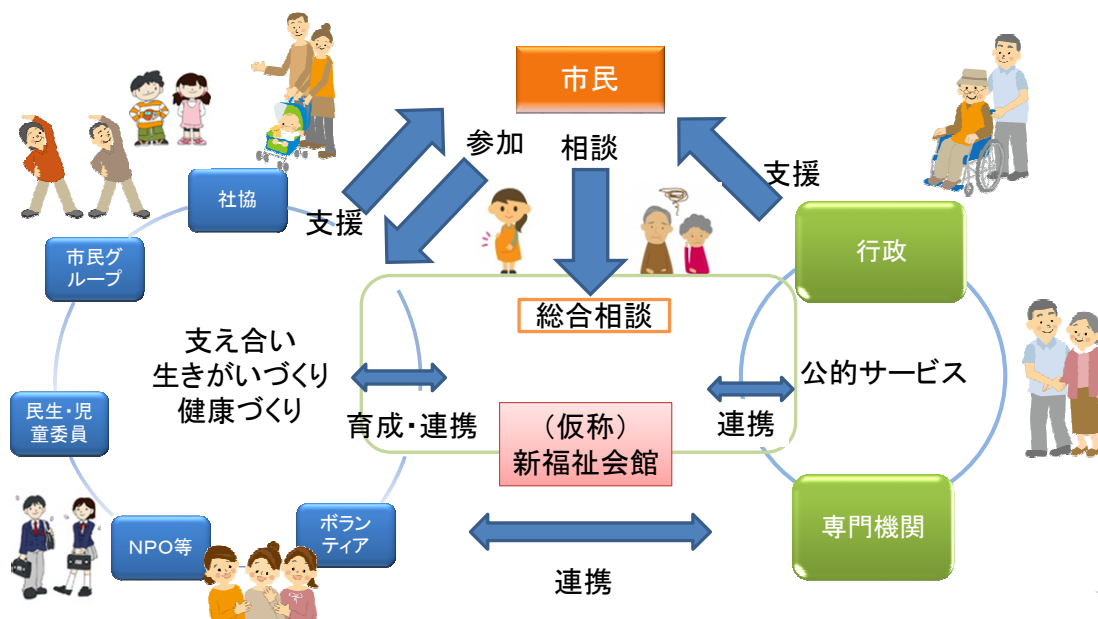 市民
参加
相談
支援
社協
支援
市民グ
ループ
行政
総合相談
支え合い
生きがいづくり
健康づくり
公的サービス
民生・児
童委員
育成・連携
（仮称）
新福祉会館
連携
ボラン
ティア
NPO等
専門機関
連携